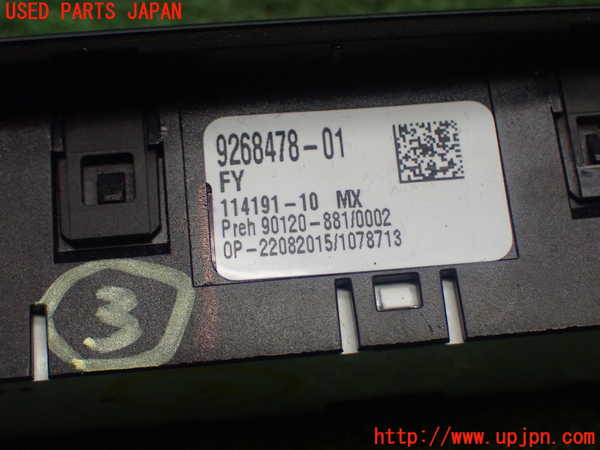 USED PARTS JAPAN
9268478-01
FY
114191-10 MX
Preh 90120-881/0002
OP-22082015/1078713
3
http://www.upjpn.com/